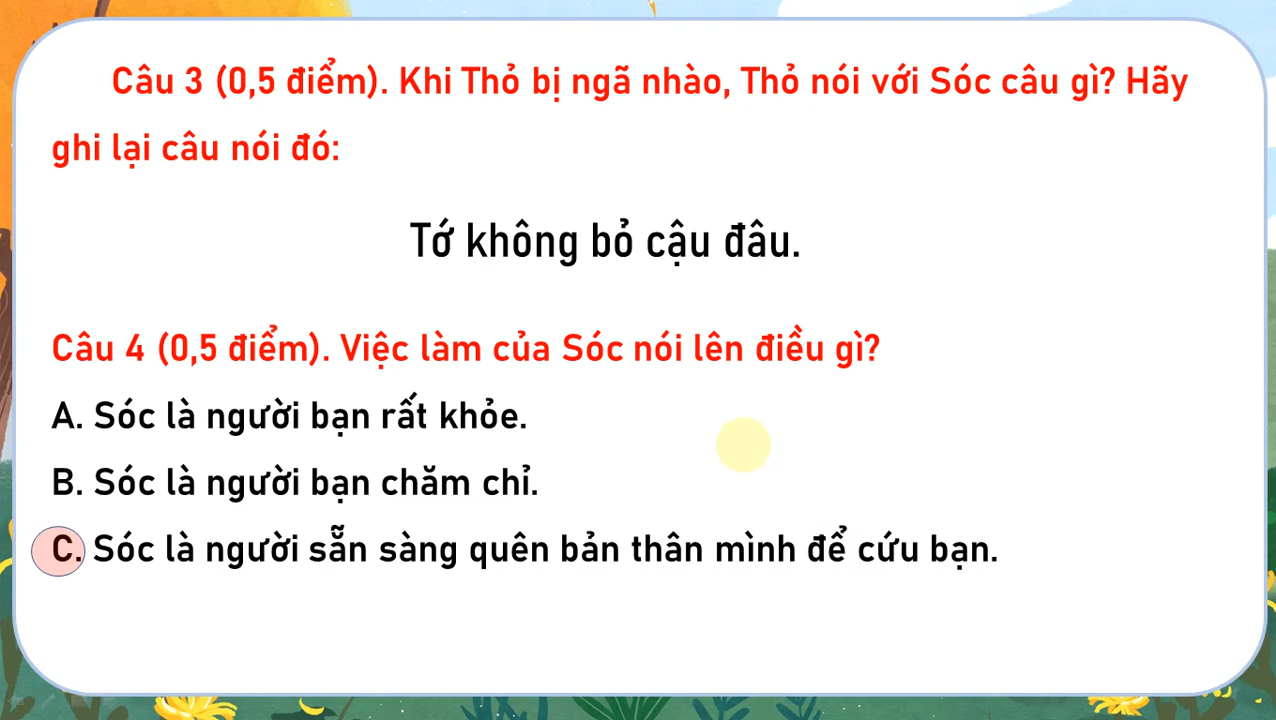 Câu 3 (0,5 điểm). Khi Thỏ bị ngã nhào, Thỏ nói với Sóc câu gì? Hãy
ghi lại câu nói đó:
Tớ không bỏ cậu đâu.
Câu 4 (0,5 điểm). Việc làm của Sóc nói lên điều gì?
A. Sóc là người bạn rất khỏe.
B. Sóc là người bạn chăm chỉ.
C. Sóc là người sẵn sàng quên bản thân mình để cứu bạn.